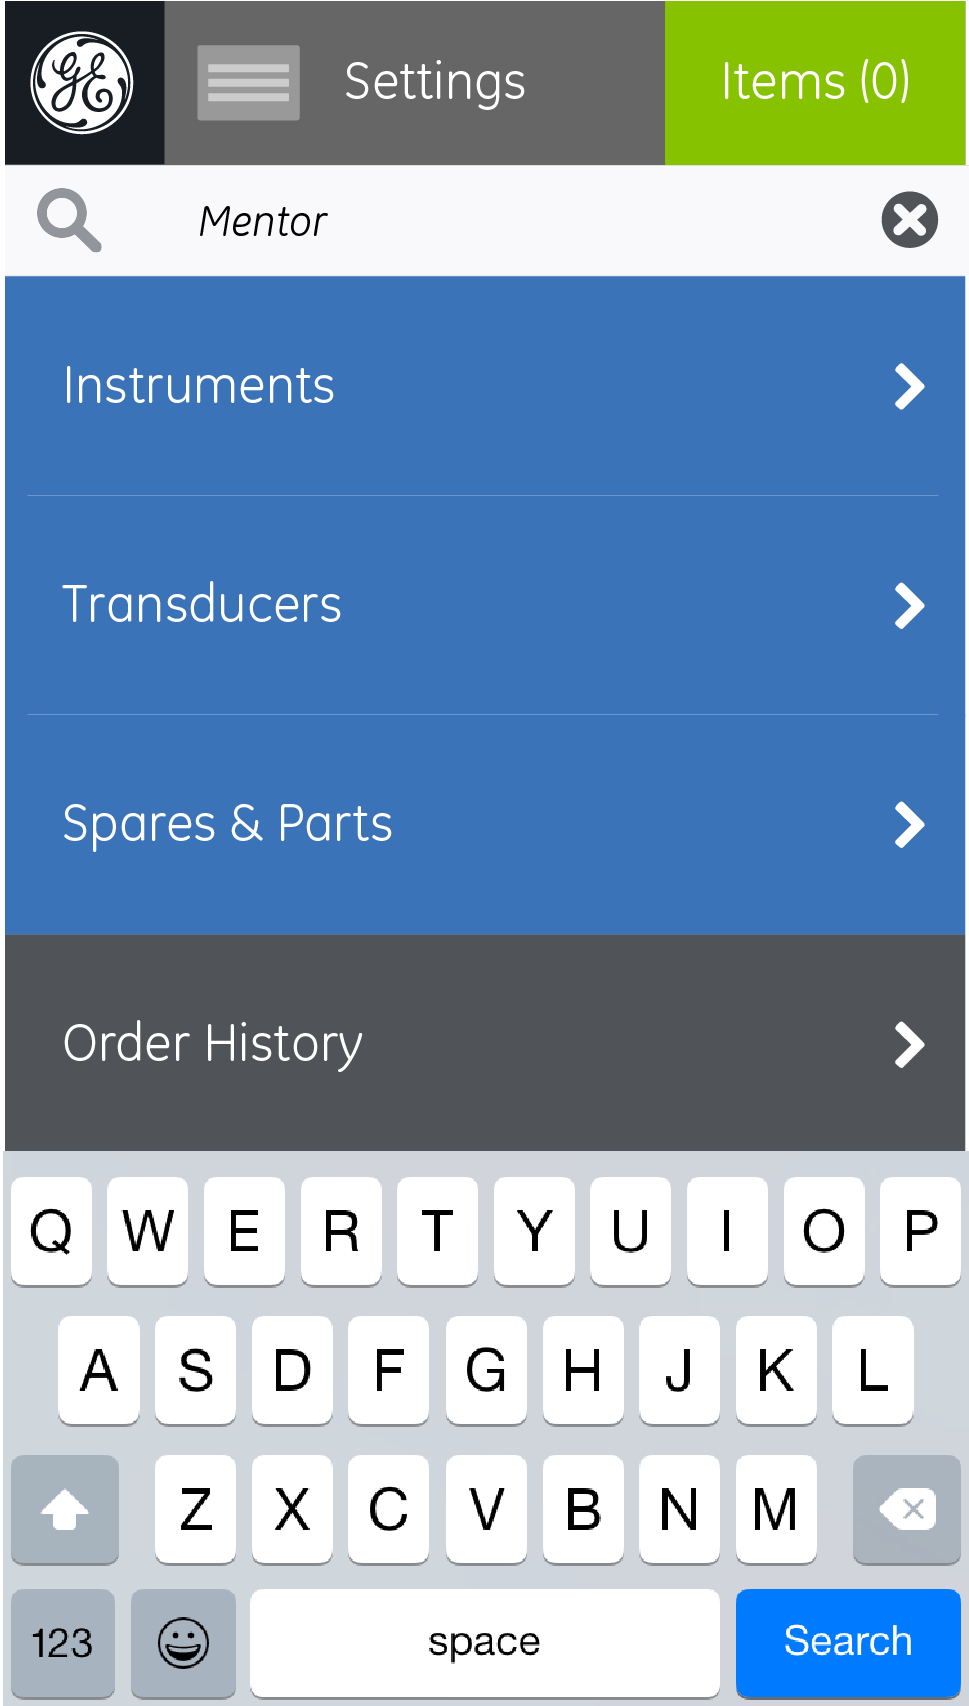 GE
Settings
Items (0)
Mentor
Instruments
Transducers
Spares & Parts
Order History
Q W E R T Y U I O P
A S D F G H J K L
Z X C V B N M
123 space Search